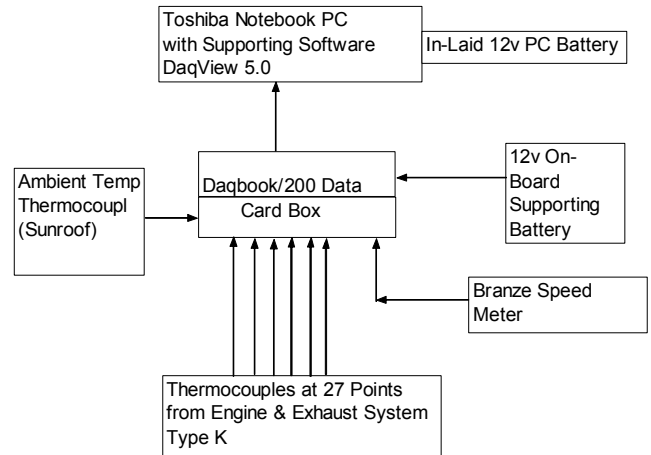 Toshiba Notebook PC
with Supporting Software
DaqView 5.0
In-Laid 12v PC Battery
Daqbook/200 Data
Card Box
12v On-
Board
Supporting
Battery
Ambient Temp
Thermocoupl
(Sunroof)
Branze Speed
Meter
Thermocouples at 27 Points
from Engine & Exhaust System
Type K